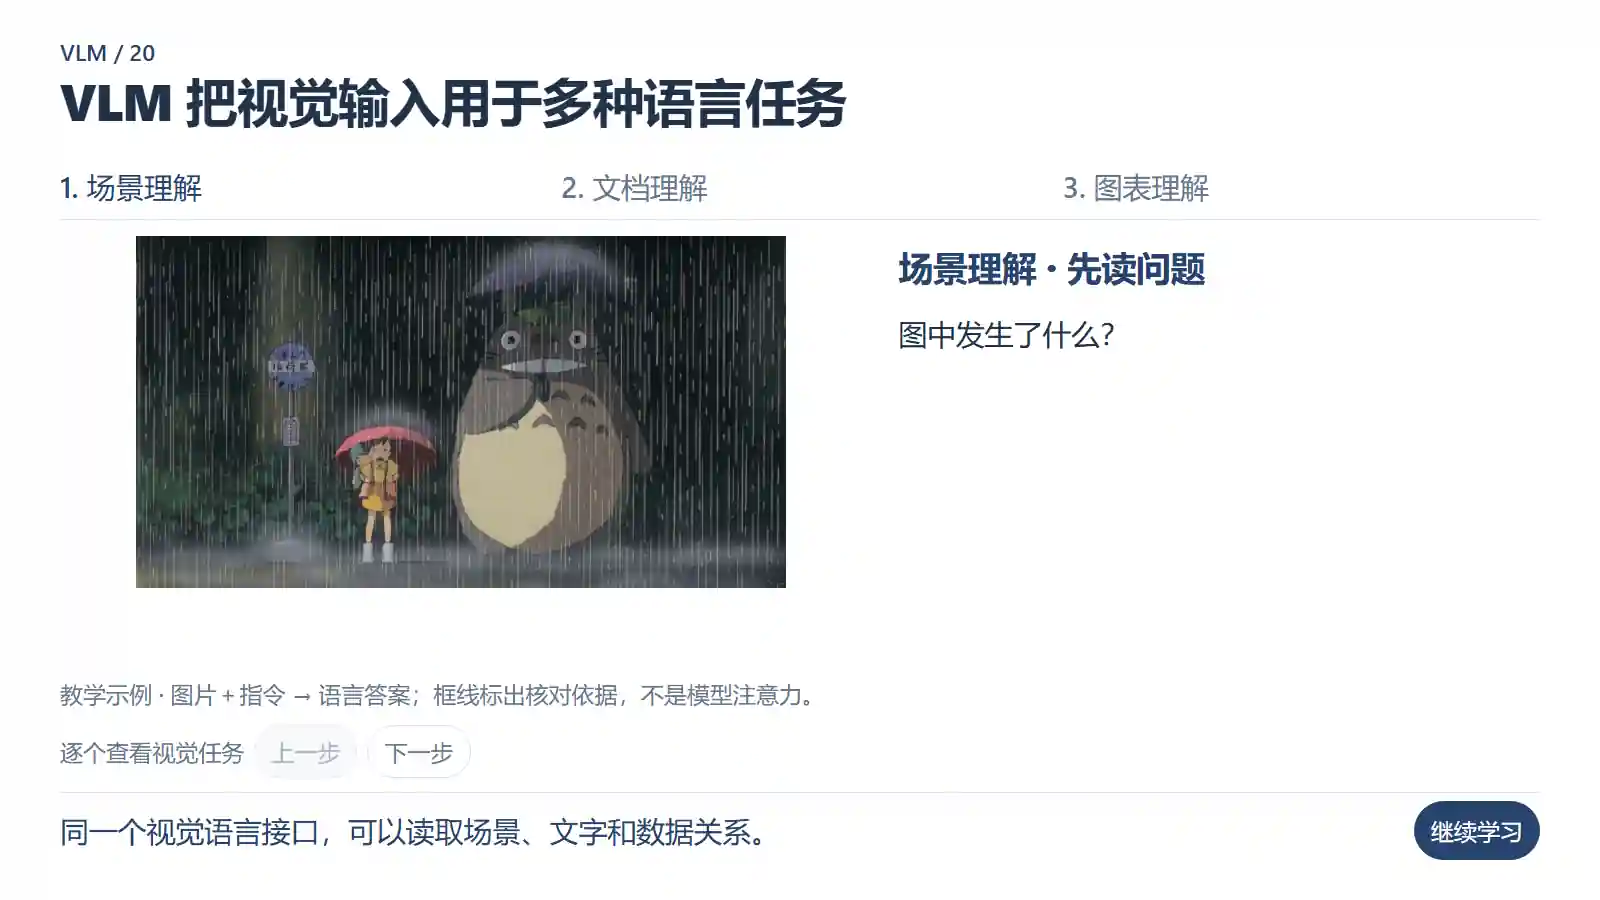 VLM / 20
VLM 把视觉输入用于多种语言任务
1. 场景理解
2. 文档理解
3. 图表理解
场景理解 · 先读问题
图中发生了什么？
教学示例 · 图片 + 指令 → 语言答案；框线标出核对依据，不是模型注意力。
逐个查看视觉任务
上一步
下一步
同一个视觉语言接口，可以读取场景、文字和数据关系。
继续学习